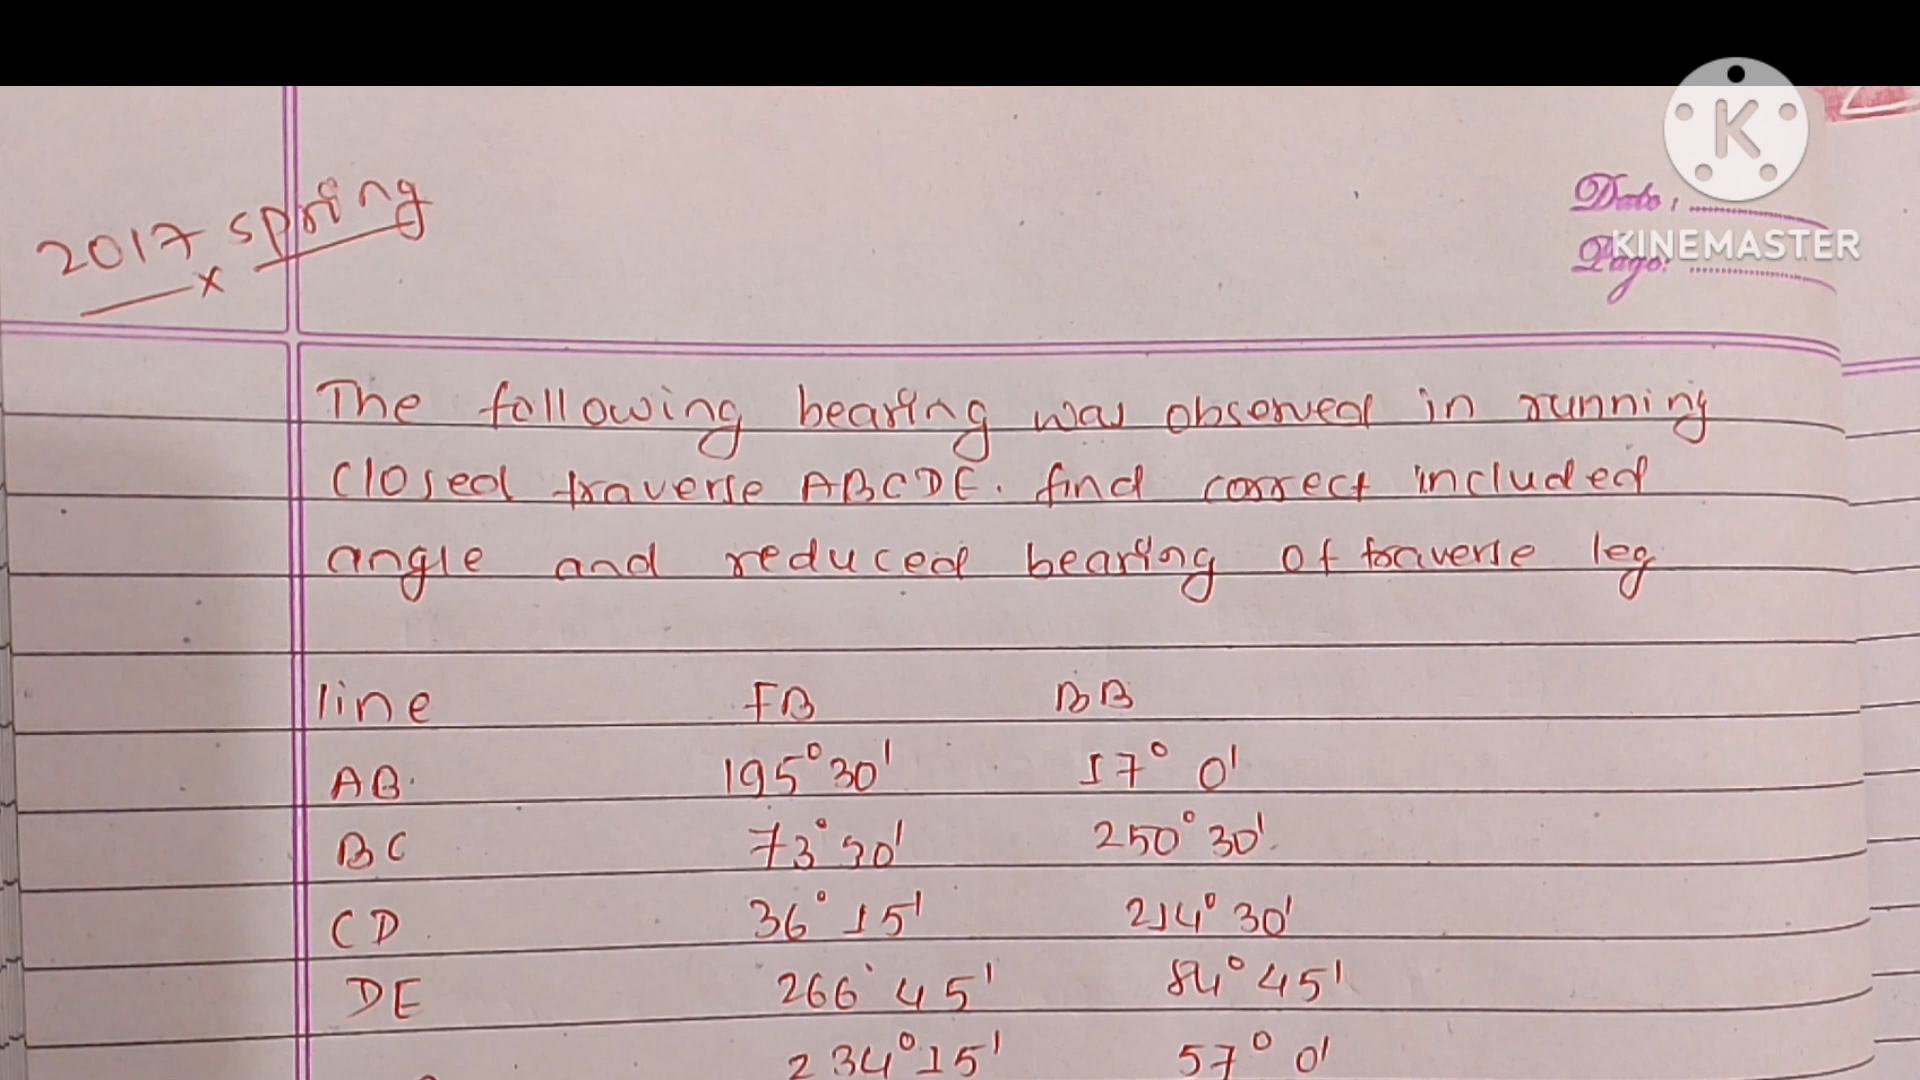 2017 spring
Date:
Page:
K
KINEMASTER
The following bearing was observed in running
closed traverse ABCDE. find correct included
angle and reduced bearing of traverse leg
line FB BB
AB. 195°30' 17° 0'
BC 73°30' 250°30'.
CD 36°15' 214°30'
DE 266°45' 84°45'
234°15' 57°0'